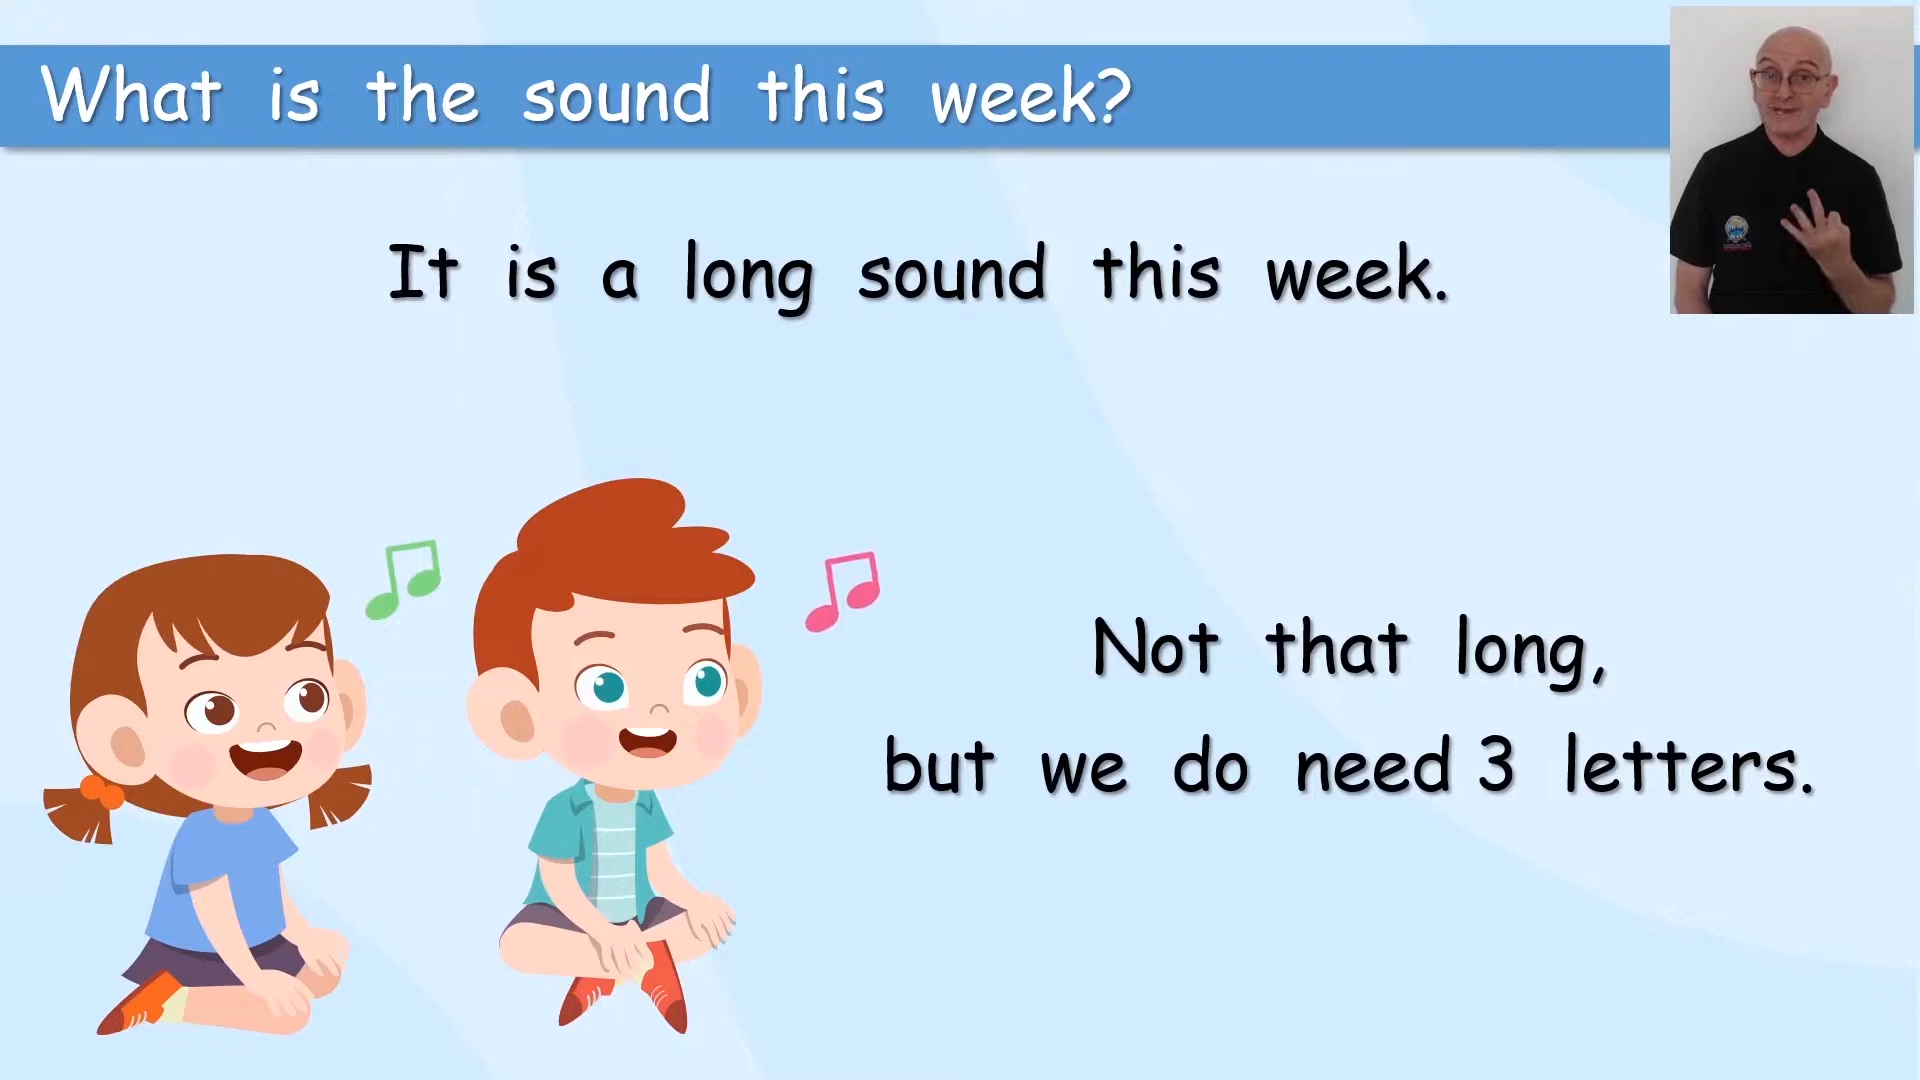 What is the sound this week?
It is a long sound this week.
Not that long,
but we do need 3 letters.